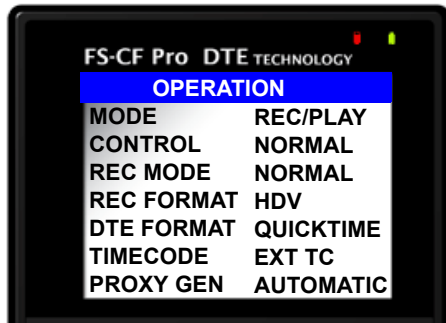 FS-CF Pro DTE TECHNOLOGY
OPERATION
MODE REC/PLAY
CONTROL NORMAL
REC MODE NORMAL
REC FORMAT HDV
DTE FORMAT QUICKTIME
TIMECODE EXT TC
PROXY GEN AUTOMATIC